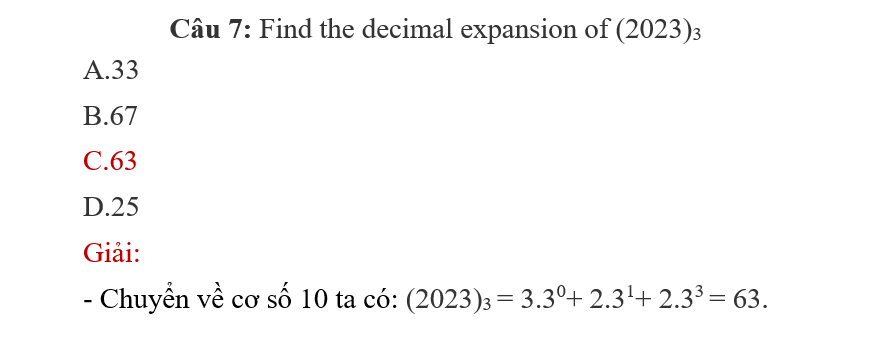 Câu 7: Find the decimal expansion of (2023)₃
A.33
B.67
C.63
D.25
Giải:
- Chuyển về cơ số 10 ta có: (2023)₃ = 3.3⁰+ 2.3¹+ 2.3³ = 63.